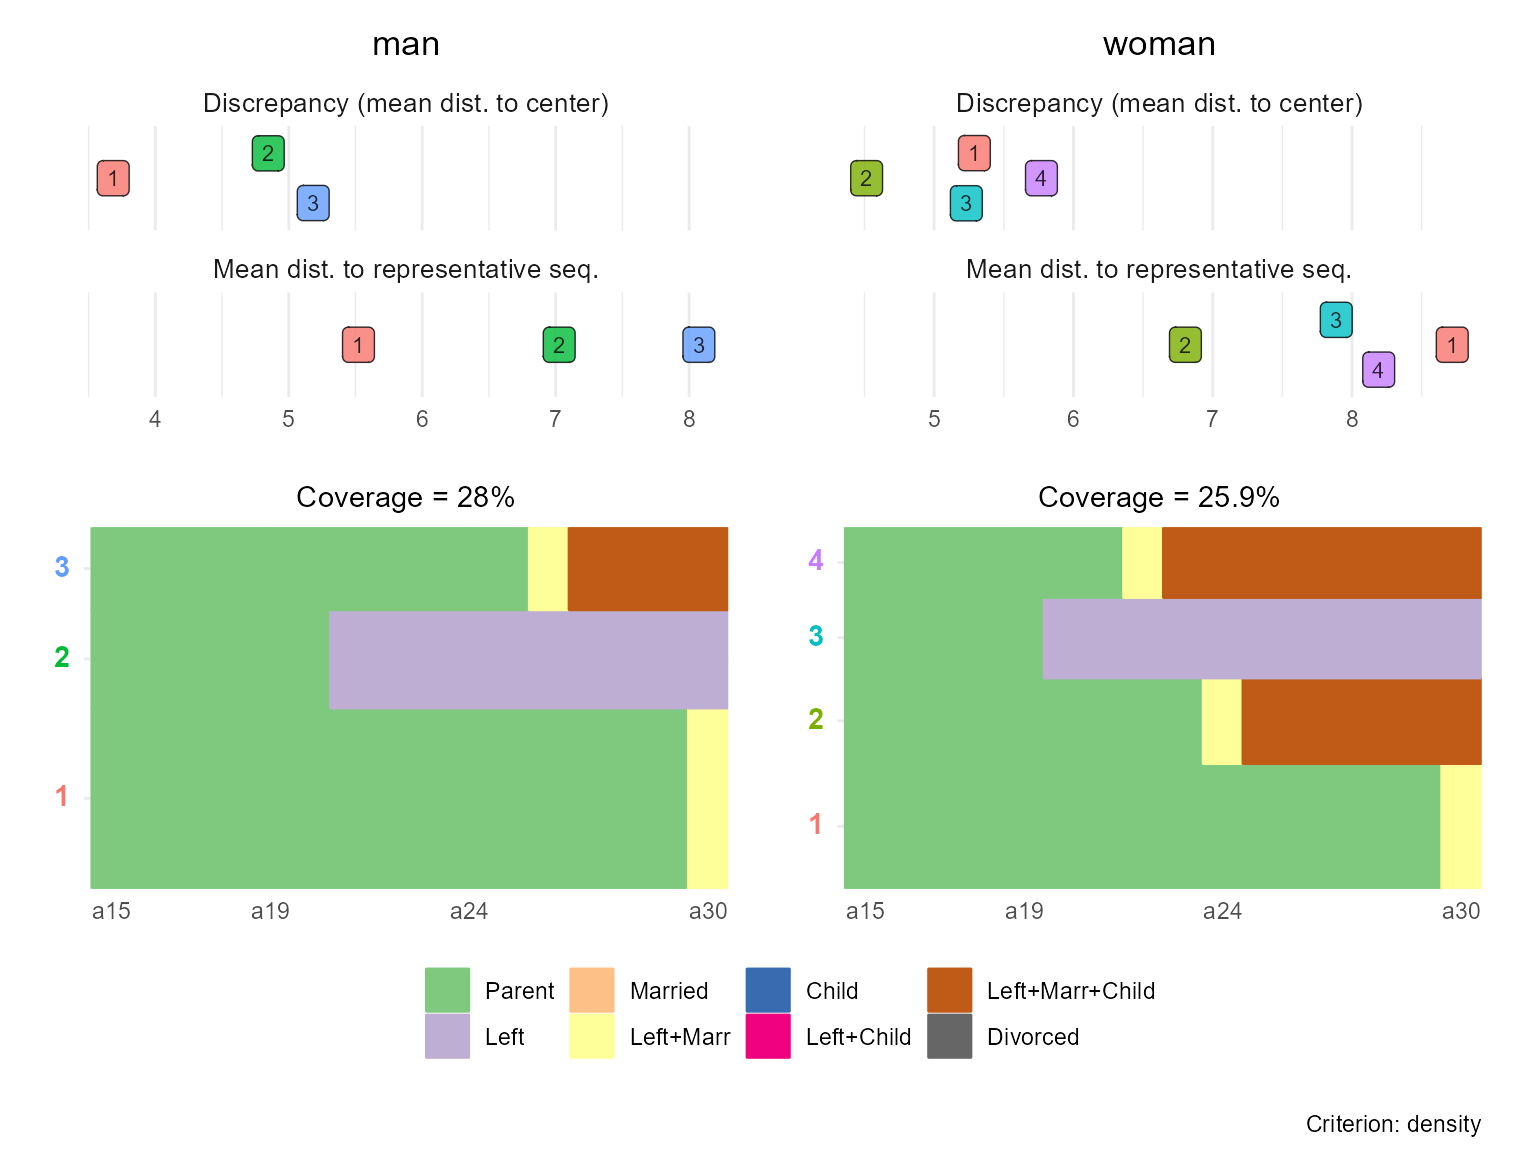 man
Discrepancy (mean dist. to center)
1
2
3
Mean dist. to representative seq.
1
2
3
4 5 6 7 8
Coverage = 28%
3
2
1
a15 a19 a24 a30
woman
Discrepancy (mean dist. to center)
2
1
3
4
Mean dist. to representative seq.
2
3
4
1
5 6 7 8
Coverage = 25.9%
4
3
2
1
a15 a19 a24 a30
Parent Married Child Left+Marr+Child
Left Left+Marr Left+Child Divorced
Criterion: density